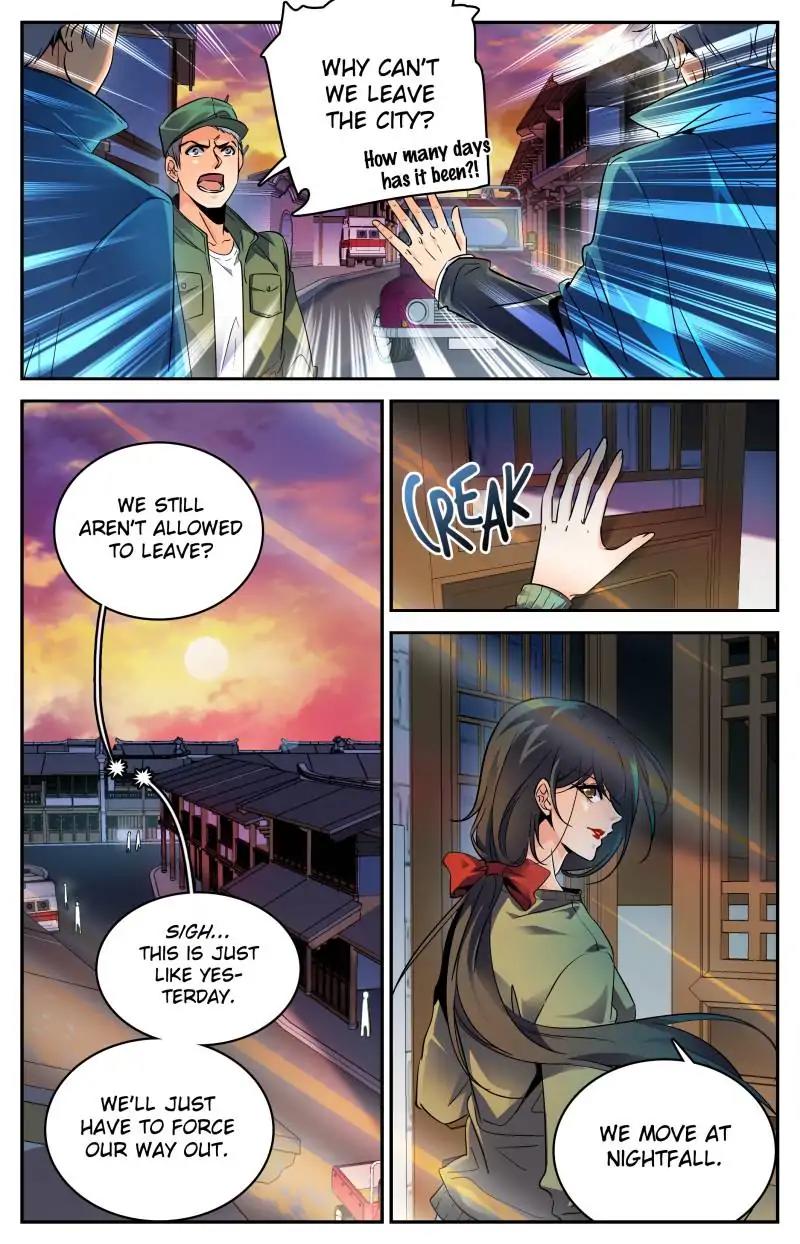 WHY CAN'T
WE LEAVE
THE CITY?
How many days
has it been?!
WE STILL
AREN'T ALLOWED
TO LEAVE?
CREAK
SIGH...
THIS IS JUST
LIKE YES-
TERDAY.
WE'LL JUST
HAVE TO FORCE
OUR WAY OUT.
WE MOVE AT
NIGHTFALL.